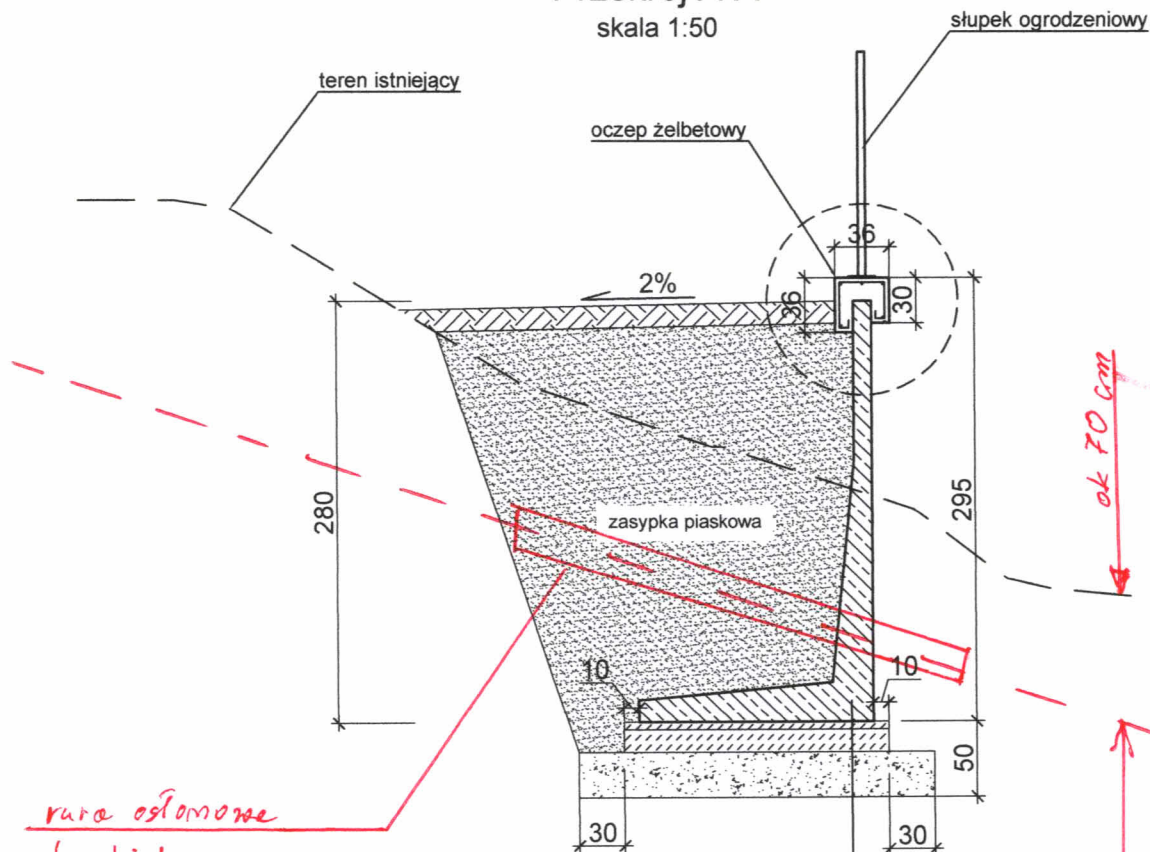 skala 1:50
słupek ogrodzeniowy
teren istniejący
oczep żelbetowy
36
2%
36
30
ok 70 cm
280
295
zasypka piaskowa
10
10
50
rura osłonowa
30
30